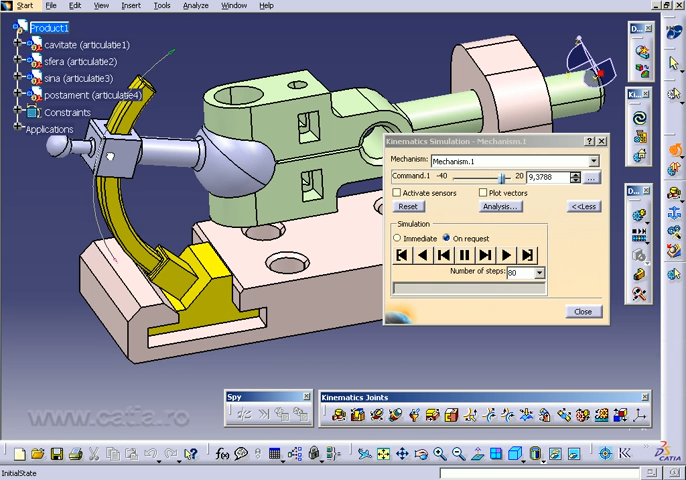 Start File Edit View Insert Tools Analyze Window Help
Product1
cavitate (articulatie1)
sfera (articulatie2)
sina (articulatie3)
postament (articulatie4)
Constraints
Applications
D...
Ki...
D...
Kinematics Simulation - Mechanism.1
Mechanism: Mechanism.1
Command.1 -40 20 9,3788 ...
Activate sensors Plot vectors
Reset Analysis... <<Less
Simulation
Immediate On request
Number of steps: 80
Close
Spy
Kinematics Joints
www.catia.ro
f(x)
CATIA
InitialState